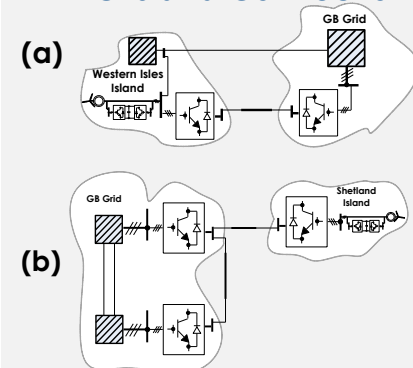 GB Grid
(a)
Western Isles
Island
GB Grid
Shetland
Island
(b)